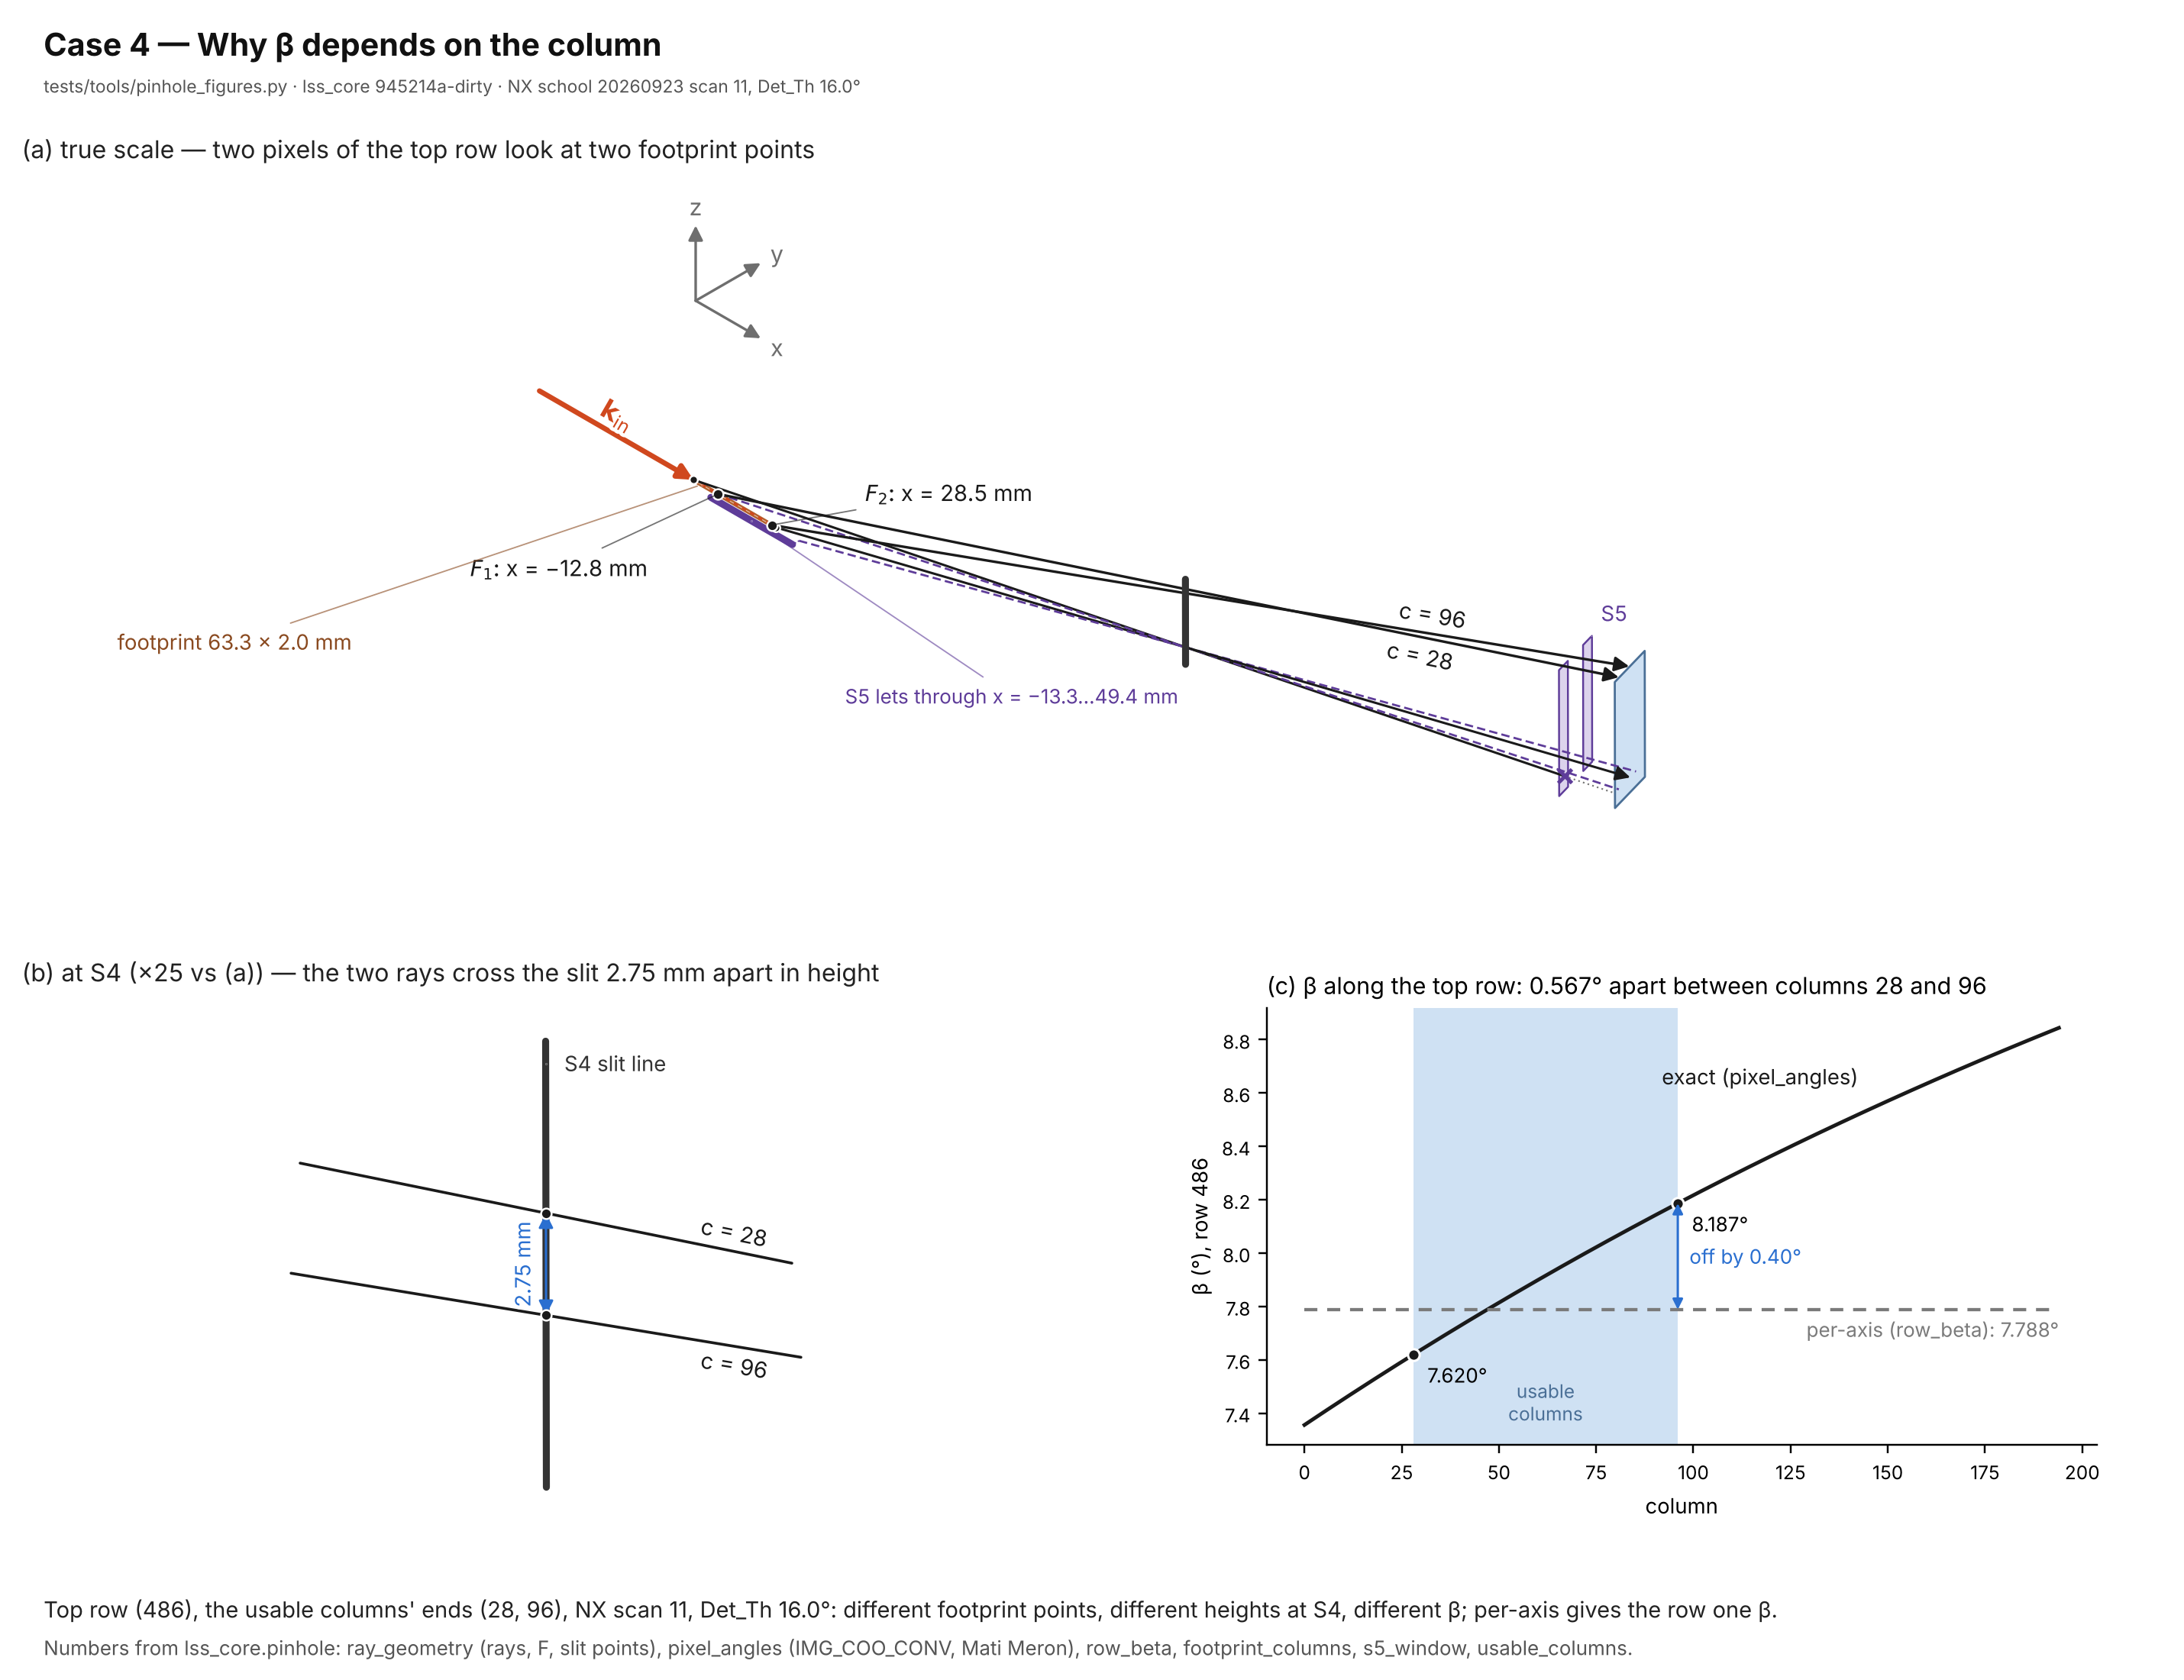 Case 4 — Why β depends on the column
tests/tools/pinhole_figures.py · lss_core 945214a-dirty · NX school 20260923 scan 11, Det_Th 16.0°
(a) true scale — two pixels of the top row look at two footprint points
z
y
x
kin
F2: x = 28.5 mm
F1: x = −12.8 mm
footprint 63.3 × 2.0 mm
c = 96
c = 28
S5
S5 lets through x = −13.3…49.4 mm
(b) at S4 (×25 vs (a)) — the two rays cross the slit 2.75 mm apart in height
S4 slit line
c = 28
2.75 mm
c = 96
(c) β along the top row: 0.567° apart between columns 28 and 96
8.8
8.6
8.4
8.2
8.0
7.8
7.6
7.4
β (°), row 486
exact (pixel_angles)
8.187°
off by 0.40°
per-axis (row_beta): 7.788°
7.620°
usable
columns
0 25 50 75 100 125 150 175 200
column
Top row (486), the usable columns' ends (28, 96), NX scan 11, Det_Th 16.0°: different footprint points, different heights at S4, different β; per-axis gives the row one β.
Numbers from lss_core.pinhole: ray_geometry (rays, F, slit points), pixel_angles (IMG_COO_CONV, Mati Meron), row_beta, footprint_columns, s5_window, usable_columns.